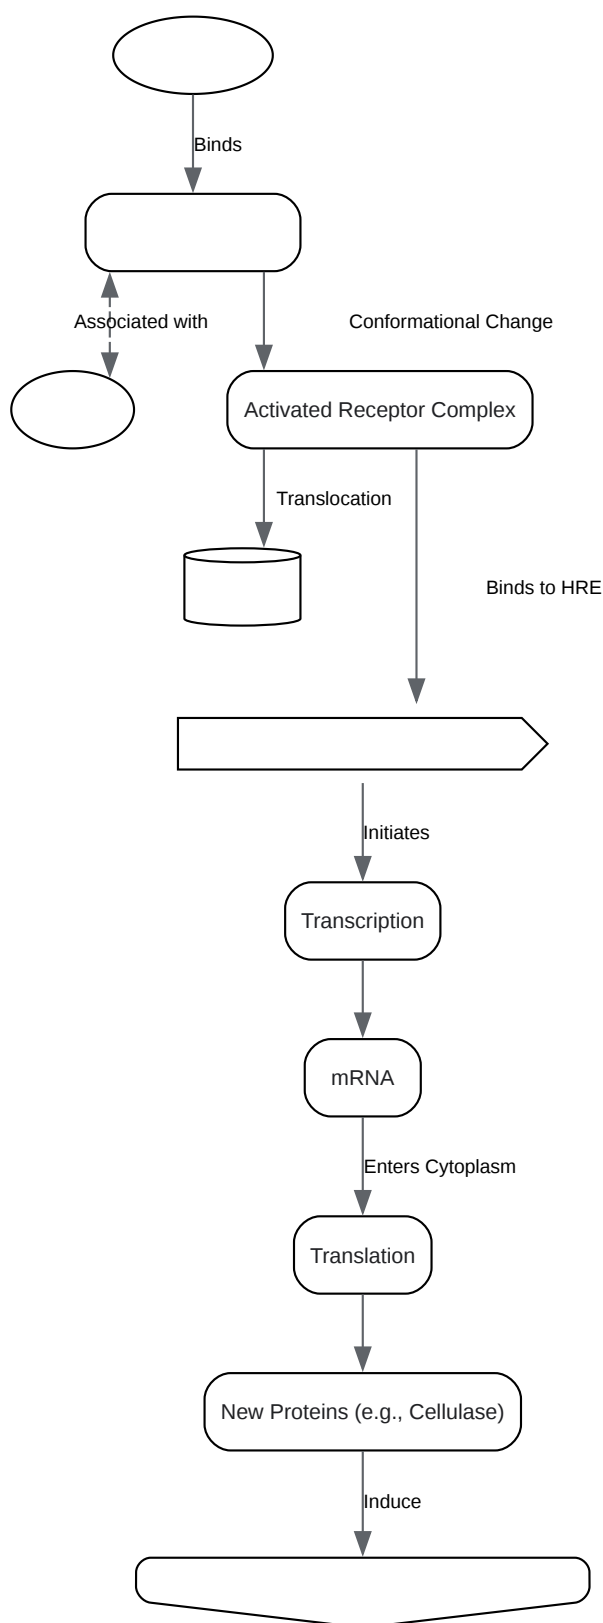 Binds
Associated with
Conformational Change
Activated Receptor Complex
Translocation
Binds to HRE
Initiates
Transcription
mRNA
Enters Cytoplasm
Translation
New Proteins (e.g., Cellulase)
Induce